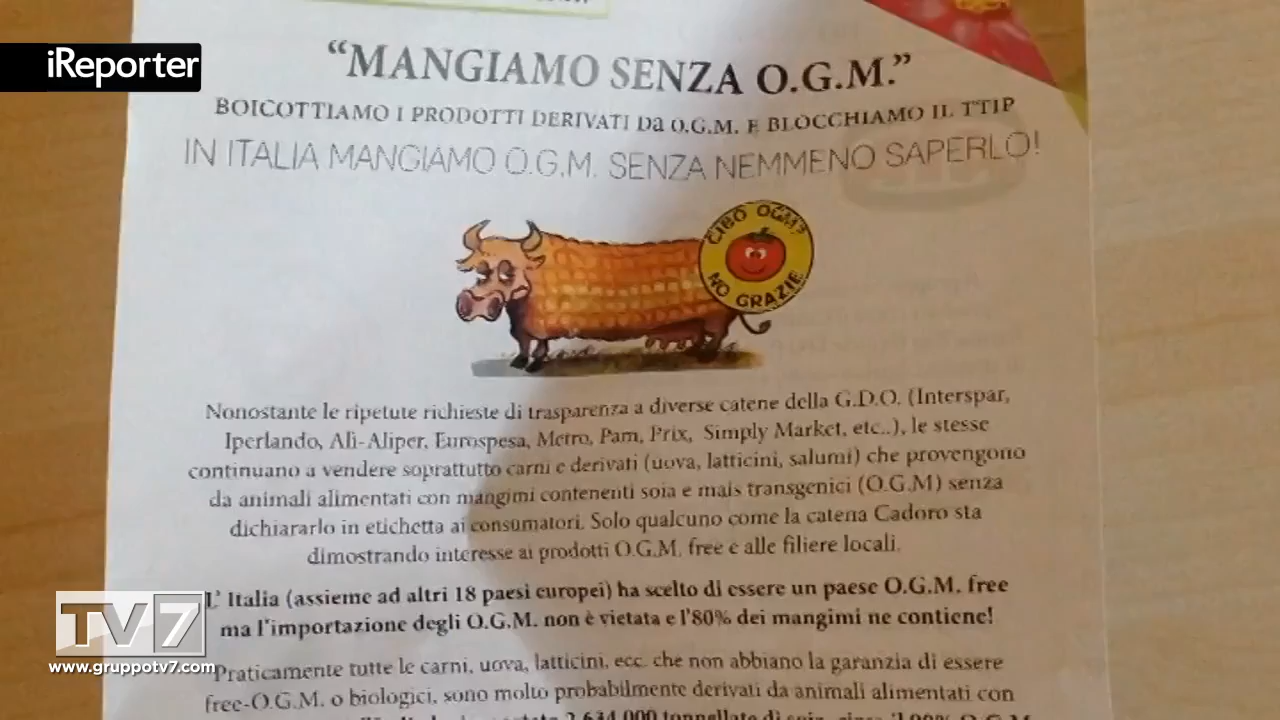 iReporter
"MANGIAMO SENZA O.G.M."
BOICOTTIAMO I PRODOTTI DERIVATI Da O.G.M. E BLOCCHIAMO IL TTIP
IN ITALIA MANGIAMO O.G.M. SENZA NEMMENO SAPERLO!
CIBO OGM?
NO GRAZIE
Nonostante le ripetute richieste di trasparenza a diverse catene della G.D.O. (Interspar,
Iperlando, Alì-Aliper, Eurospesa, Metro, Pam, Prix, Simply Market, etc..), le stesse
continuano a vendere soprattutto carni e derivati (uova, latticini, salumi) che provengono
da animali alimentati con mangimi contenenti soia e mais transgenici (O.G.M) senza
dichiararlo in etichetta ai consumatori. Solo qualcuno come la catena Cadoro sta
dimostrando interesse ai prodotti O.G.M. free e alle filiere locali.
L' Italia (assieme ad altri 18 paesi europei) ha scelto di essere un paese O.G.M. free
ma l'importazione degli O.G.M. non è vietata e l'80% dei mangimi ne contiene!
Praticamente tutte le carni, uova, latticini, ecc. che non abbiano la garanzia di essere
free-O.G.M. o biologici, sono molto probabilmente derivati da animali alimentati con
TV7
www.gruppotv7.com